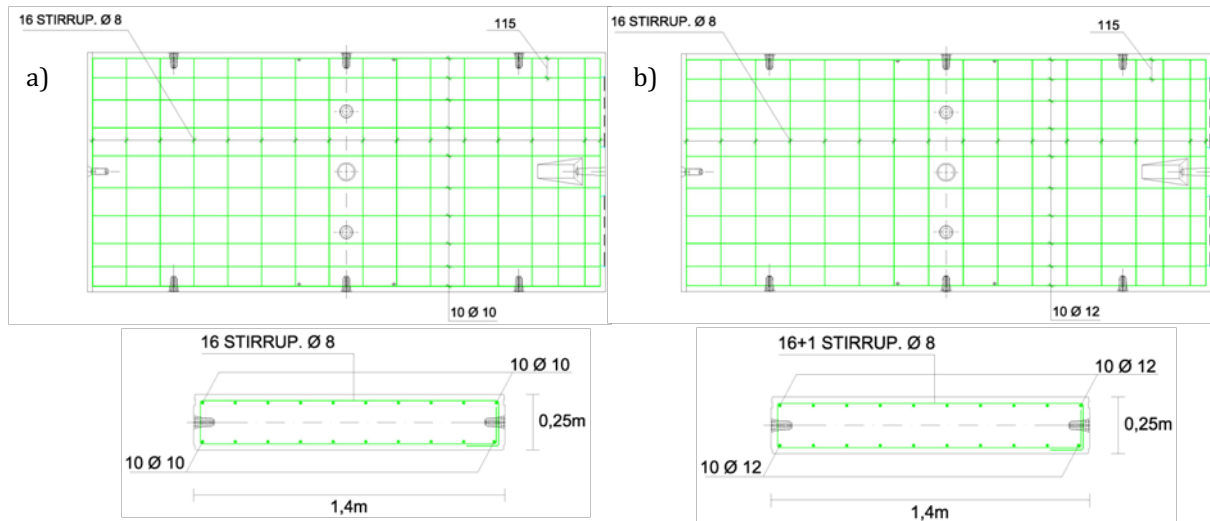 16 STIRRUP. Ø 8
115
a)
10 Ø 10
16 STIRRUP. Ø 8
115
b)
10 Ø 12
16 STIRRUP. Ø 8
10 Ø 10
0,25m
10 Ø 10
1,4m
16+1 STIRRUP. Ø 8
10 Ø 12
0,25m
10 Ø 12
1,4m